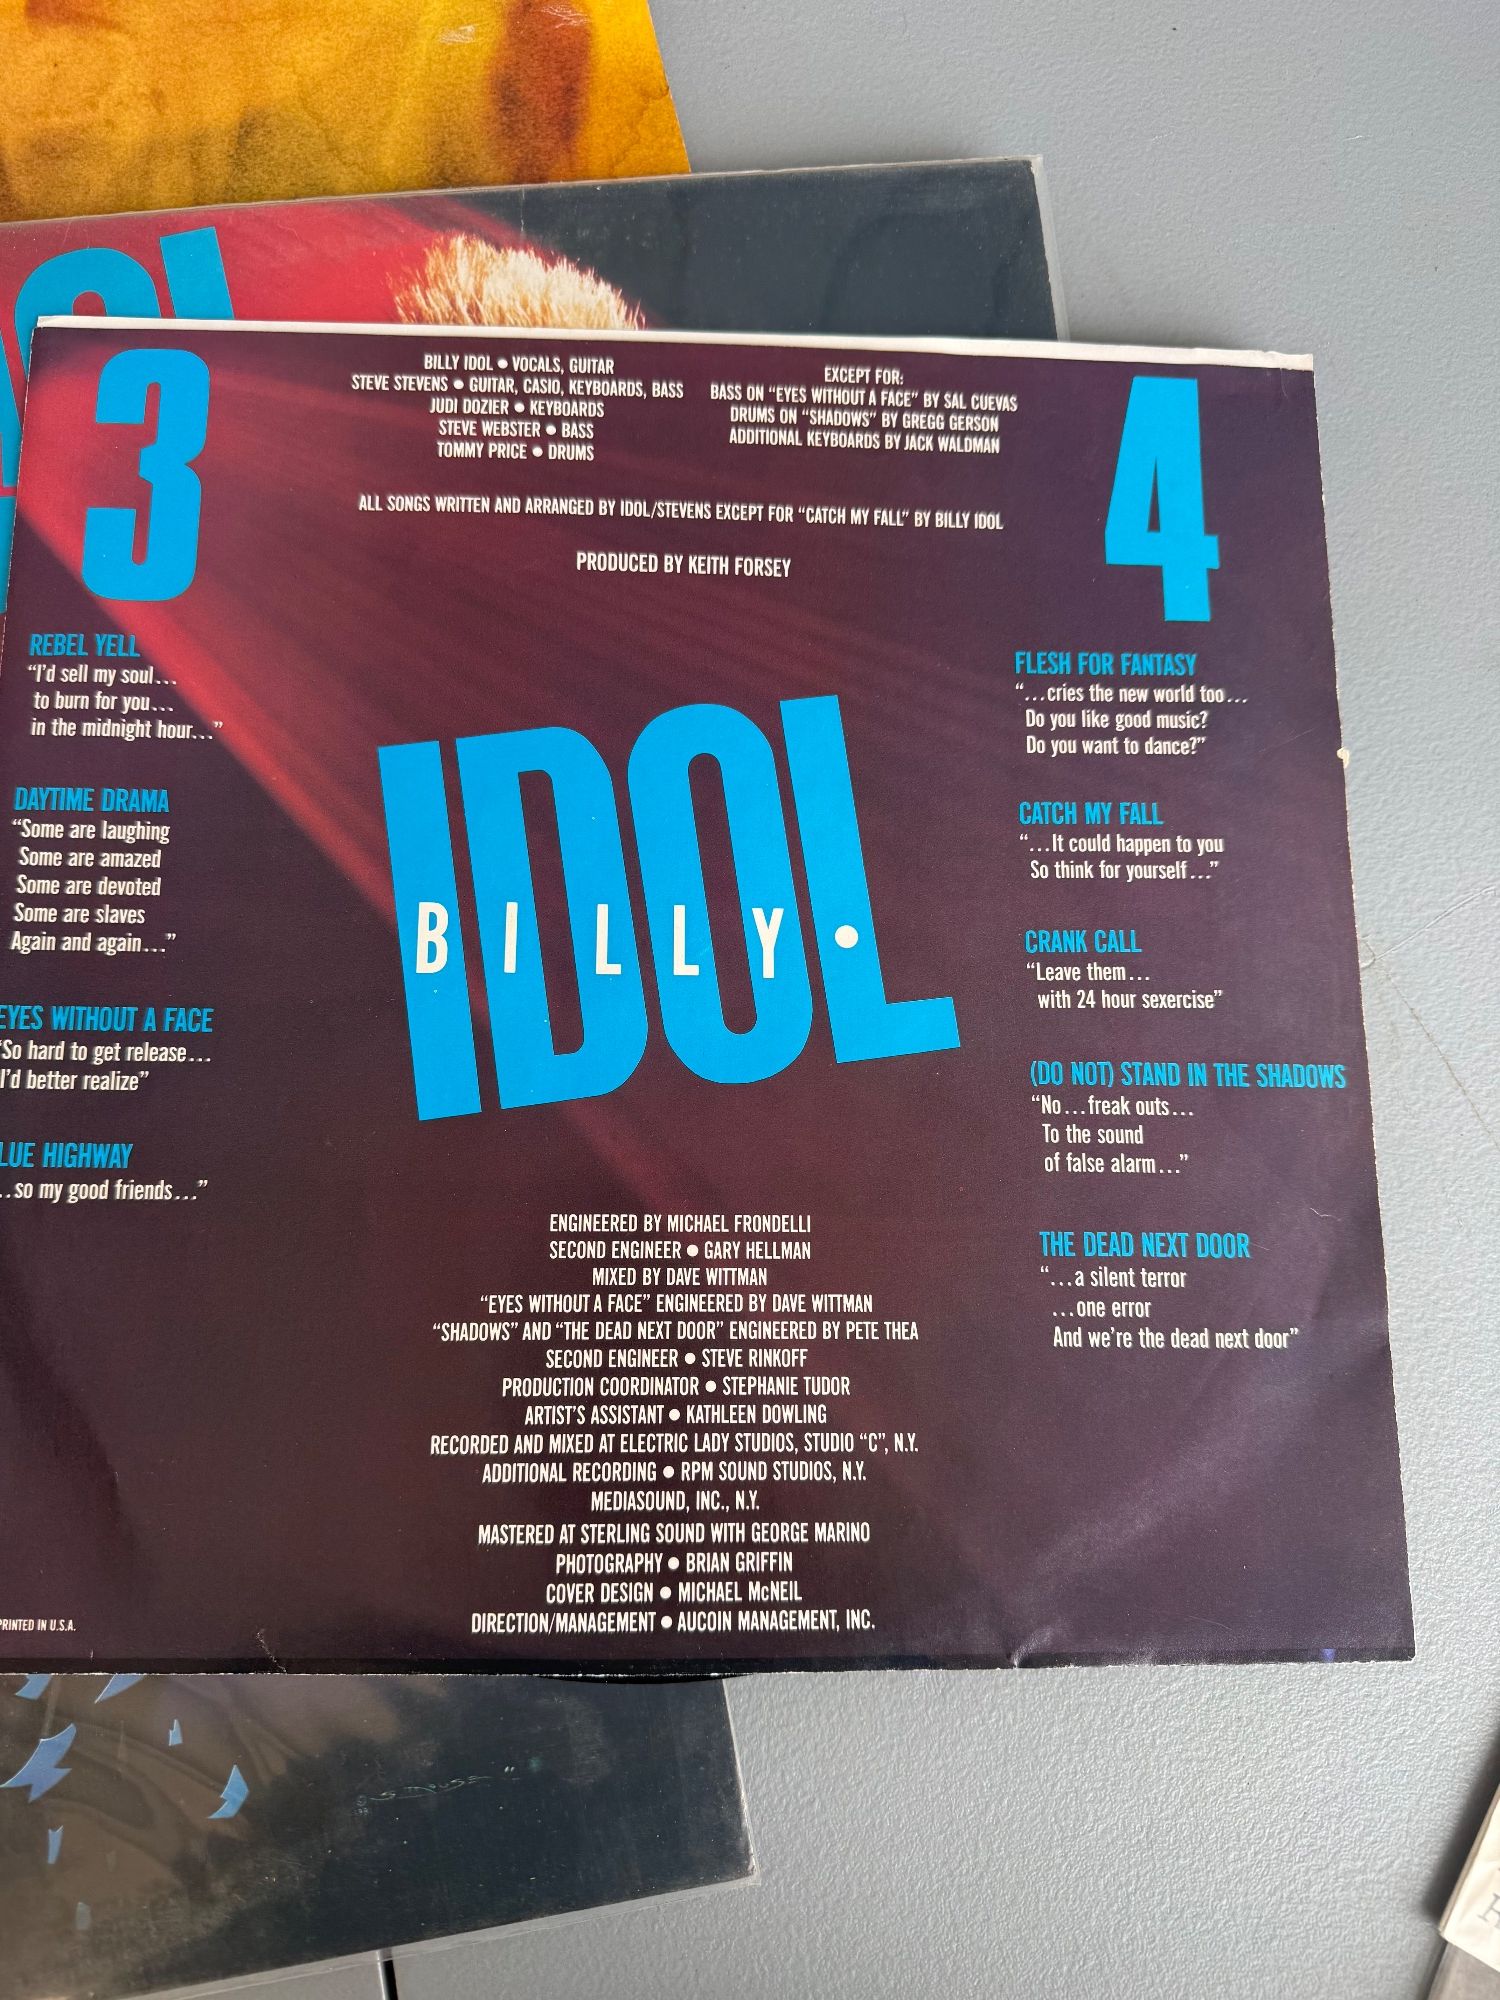 3
BILLY IDOL • VOCALS, GUITAR
STEVE STEVENS • GUITAR, CASIO, KEYBOARDS, BASS
JUDI DOZIER • KEYBOARDS
STEVE WEBSTER • BASS
TOMMY PRICE • DRUMS
EXCEPT FOR:
BASS ON “EYES WITHOUT A FACE” BY SAL CUEVAS
DRUMS ON “SHADOWS” BY GREGG GERSON
ADDITIONAL KEYBOARDS BY JACK WALDMAN
4
ALL SONGS WRITTEN AND ARRANGED BY IDOL/STEVENS EXCEPT FOR “CATCH MY FALL” BY BILLY IDOL
PRODUCED BY KEITH FORSEY
REBEL YELL
“I’d sell my soul...
to burn for you...
in the midnight hour...”
DAYTIME DRAMA
“Some are laughing
Some are amazed
Some are devoted
Some are slaves
Again and again...”
EYES WITHOUT A FACE
“So hard to get release...
I’d better realize”
LUE HIGHWAY
...so my good friends...”
IDOL
BILLY•
FLESH FOR FANTASY
“...cries the new world too...
Do you like good music?
Do you want to dance?”
CATCH MY FALL
“...It could happen to you
So think for yourself...”
CRANK CALL
“Leave them...
with 24 hour sexercise”
(DO NOT) STAND IN THE SHADOWS
“No...freak outs...
To the sound
of false alarm...”
THE DEAD NEXT DOOR
“...a silent terror
...one error
And we’re the dead next door”
ENGINEERED BY MICHAEL FRONDELLI
SECOND ENGINEER • GARY HELLMAN
MIXED BY DAVE WITTMAN
“EYES WITHOUT A FACE” ENGINEERED BY DAVE WITTMAN
“SHADOWS” AND “THE DEAD NEXT DOOR” ENGINEERED BY PETE THEA
SECOND ENGINEER • STEVE RINKOFF
PRODUCTION COORDINATOR • STEPHANIE TUDOR
ARTIST’S ASSISTANT • KATHLEEN DOWLING
RECORDED AND MIXED AT ELECTRIC LADY STUDIOS, STUDIO “C”, N.Y.
ADDITIONAL RECORDING • RPM SOUND STUDIOS, N.Y.
MEDIASOUND, INC., N.Y.
MASTERED AT STERLING SOUND WITH GEORGE MARINO
PHOTOGRAPHY • BRIAN GRIFFIN
COVER DESIGN • MICHAEL McNEIL
DIRECTION/MANAGEMENT • AUCOIN MANAGEMENT, INC.
PRINTED IN U.S.A.